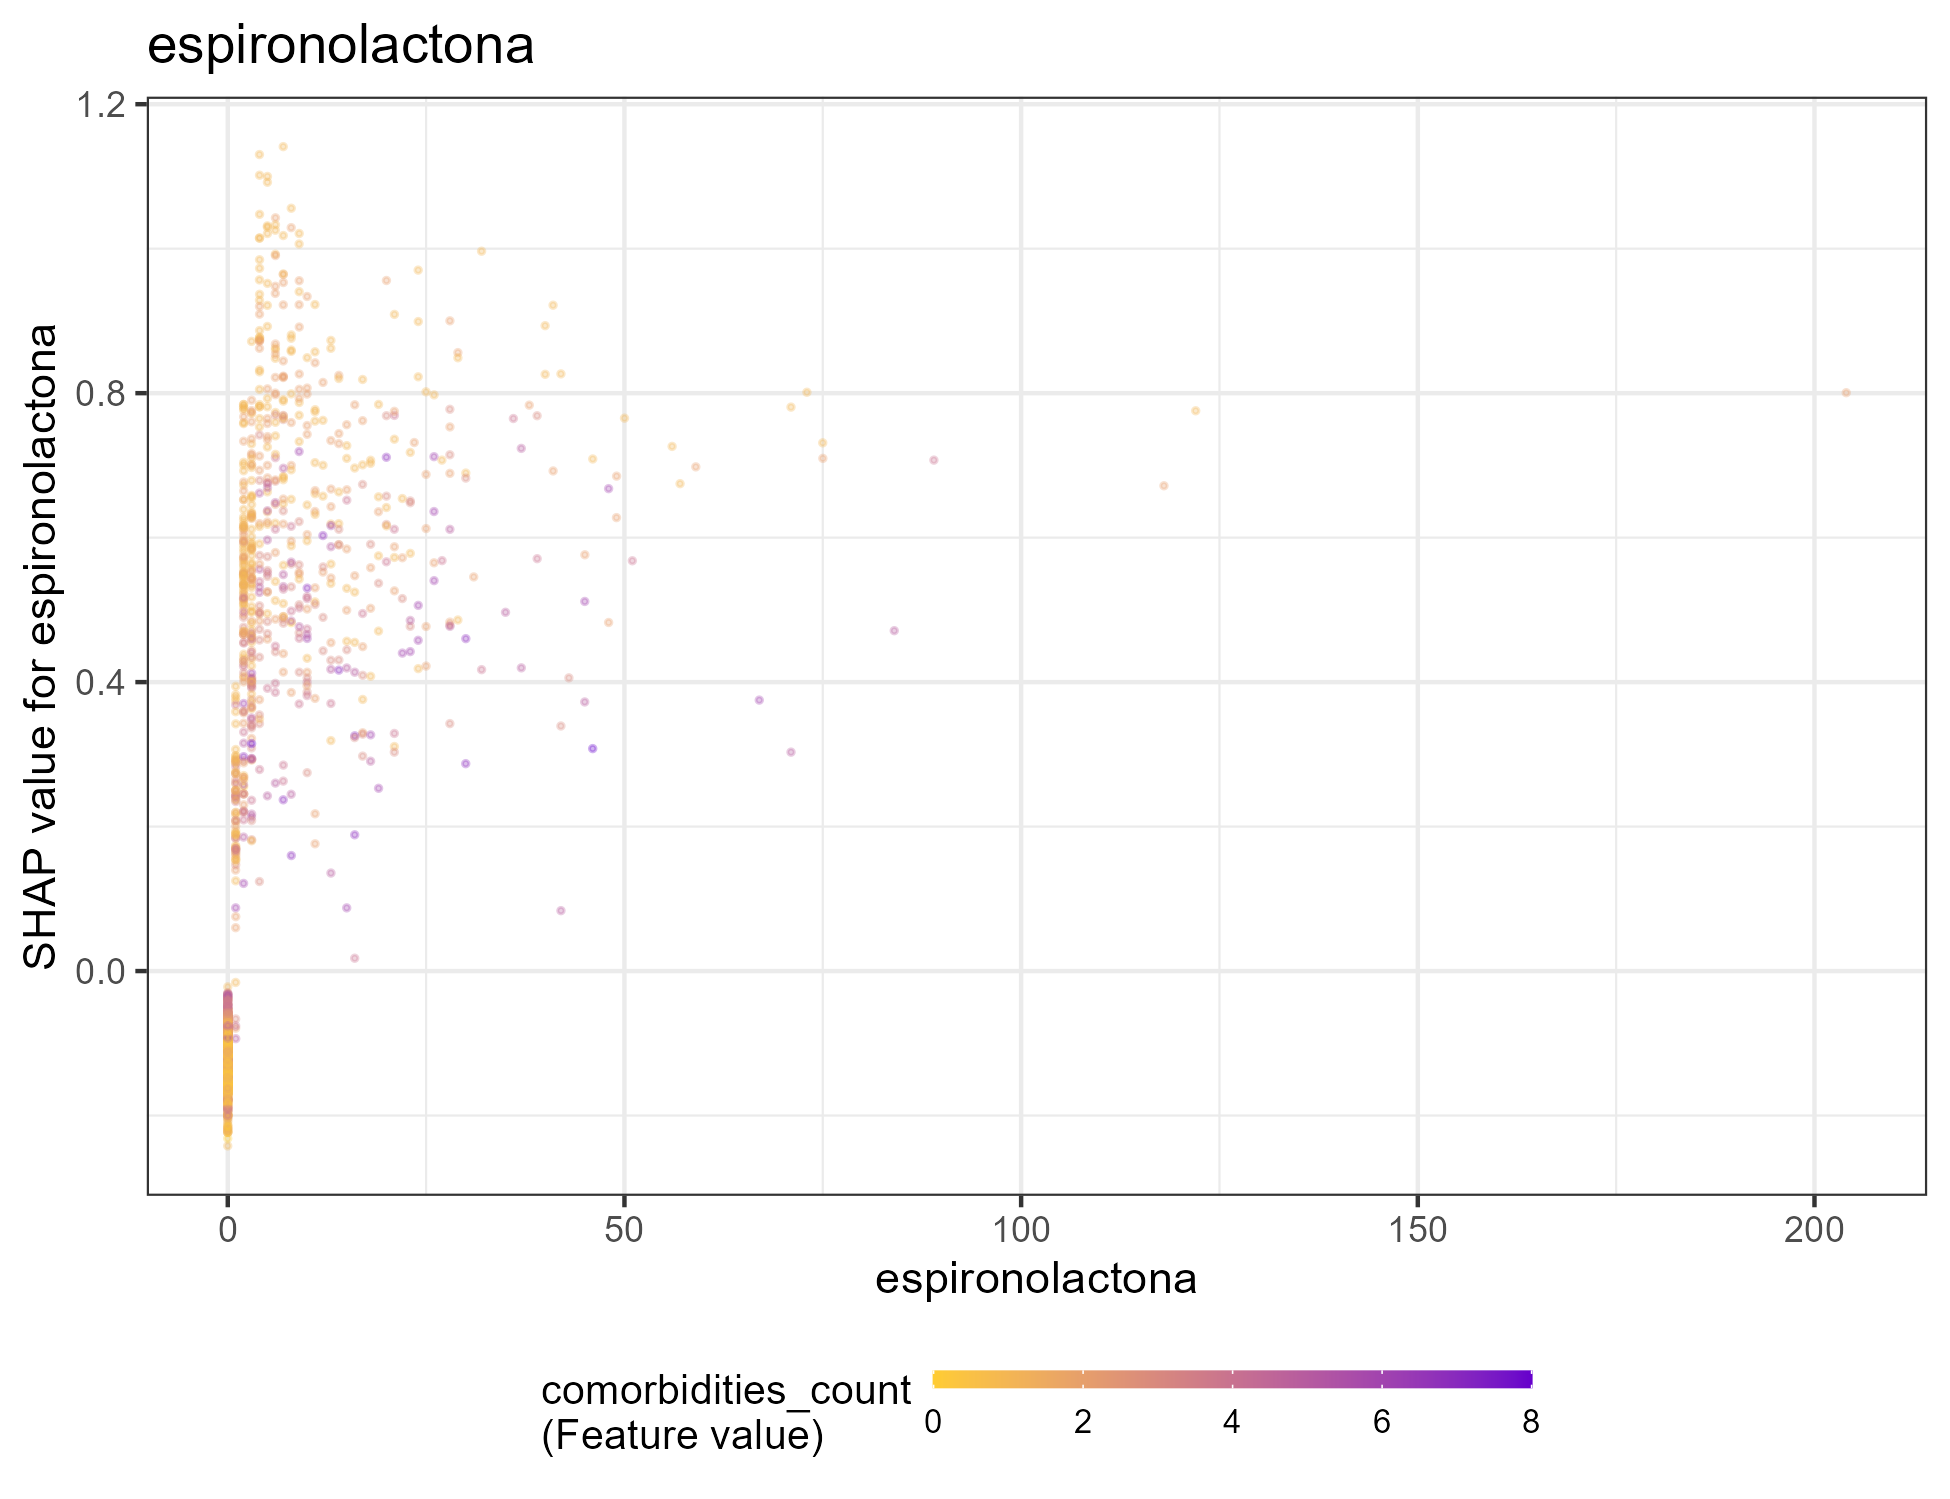 espironolactona
1.2
0.8
0.4
0.0
SHAP value for espironolactona
0 50 100 150 200
espironolactona
comorbidities_count
(Feature value)
0 2 4 6 8